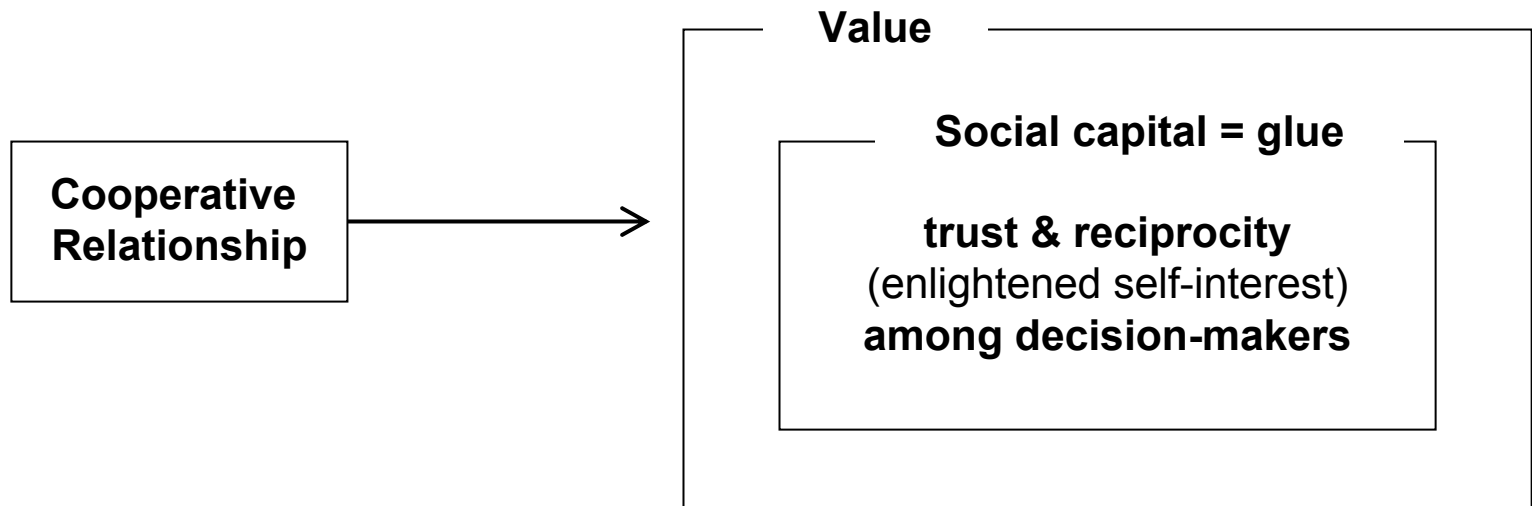 Value
Social capital = glue
Cooperative
Relationship
trust & reciprocity
(enlightened self-interest)
among decision-makers